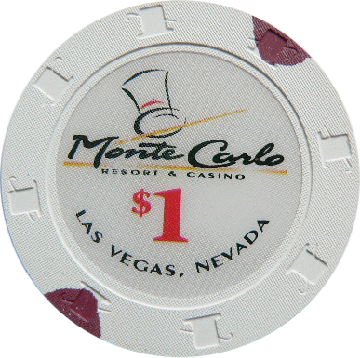 Monte Carlo
RESORT & CASINO
$1
LAS VEGAS, NEVADA